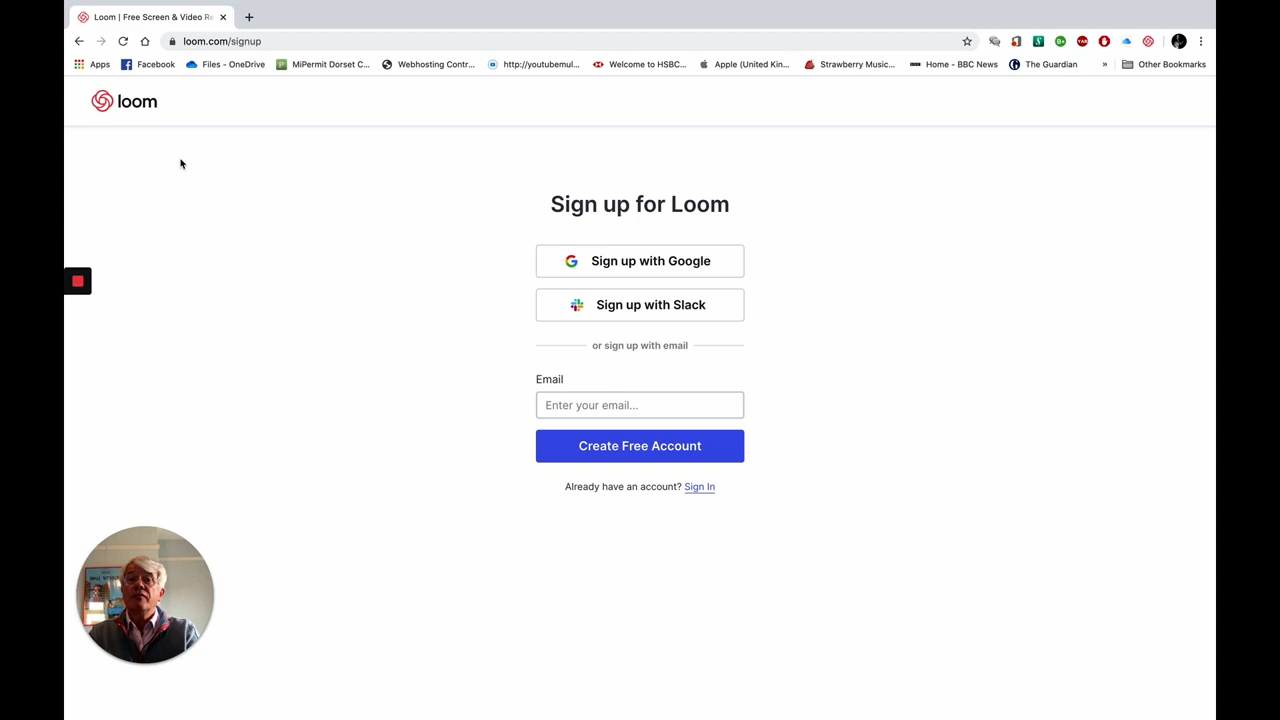 Loom | Free Screen & Video Re
loom.com/signup
Apps Facebook Files - OneDrive MiPermit Dorset C... Webhosting Contr... http://youtubemul... Welcome to HSBC... Apple (United Kin... Strawberry Music... Home - BBC News The Guardian » Other Bookmarks
loom
Sign up for Loom
Sign up with Google
Sign up with Slack
or sign up with email
Email
Enter your email...
Create Free Account
Already have an account? Sign In